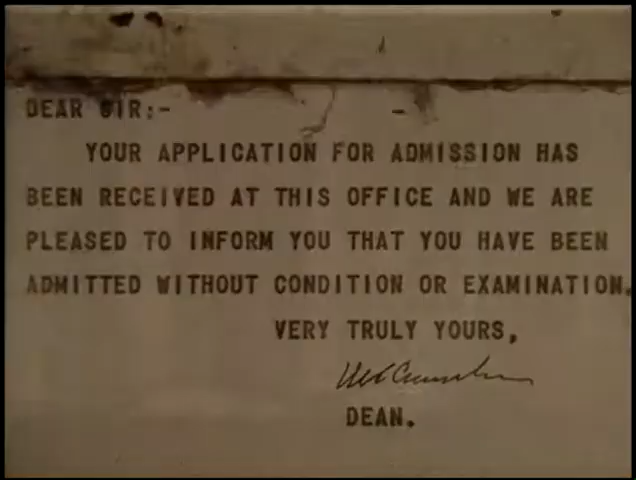 DEAR SIR:-
YOUR APPLICATION FOR ADMISSION HAS
BEEN RECEIVED AT THIS OFFICE AND WE ARE
PLEASED TO INFORM YOU THAT YOU HAVE BEEN
ADMITTED WITHOUT CONDITION OR EXAMINATION.
VERY TRULY YOURS,
DEAN.